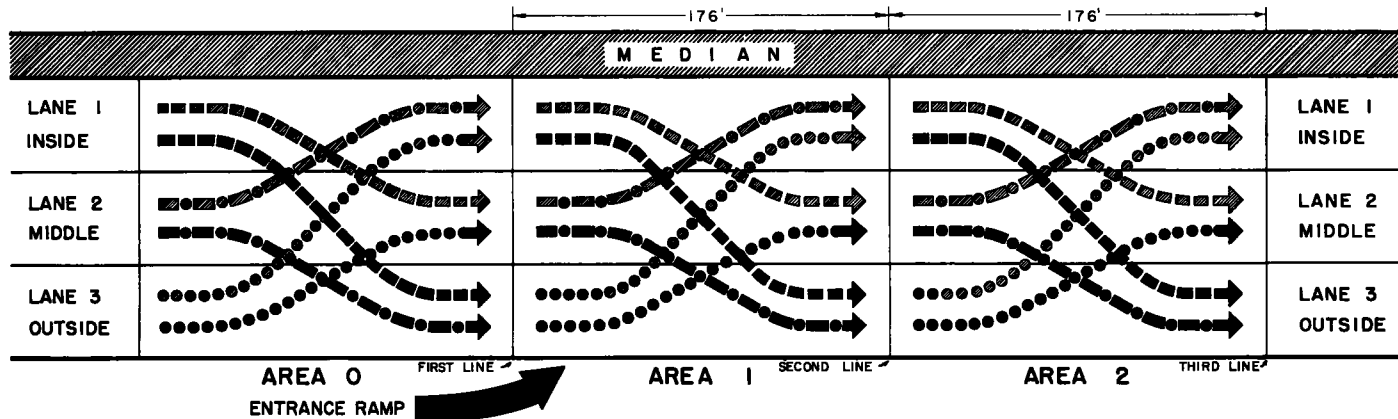 176' 176'
MEDIAN
LANE 1 LANE 1
INSIDE INSIDE
LANE 2 LANE 2
MIDDLE MIDDLE
LANE 3 LANE 3
OUTSIDE OUTSIDE
AREA 0 FIRST LINE AREA 1 SECOND LINE AREA 2 THIRD LINE
ENTRANCE RAMP